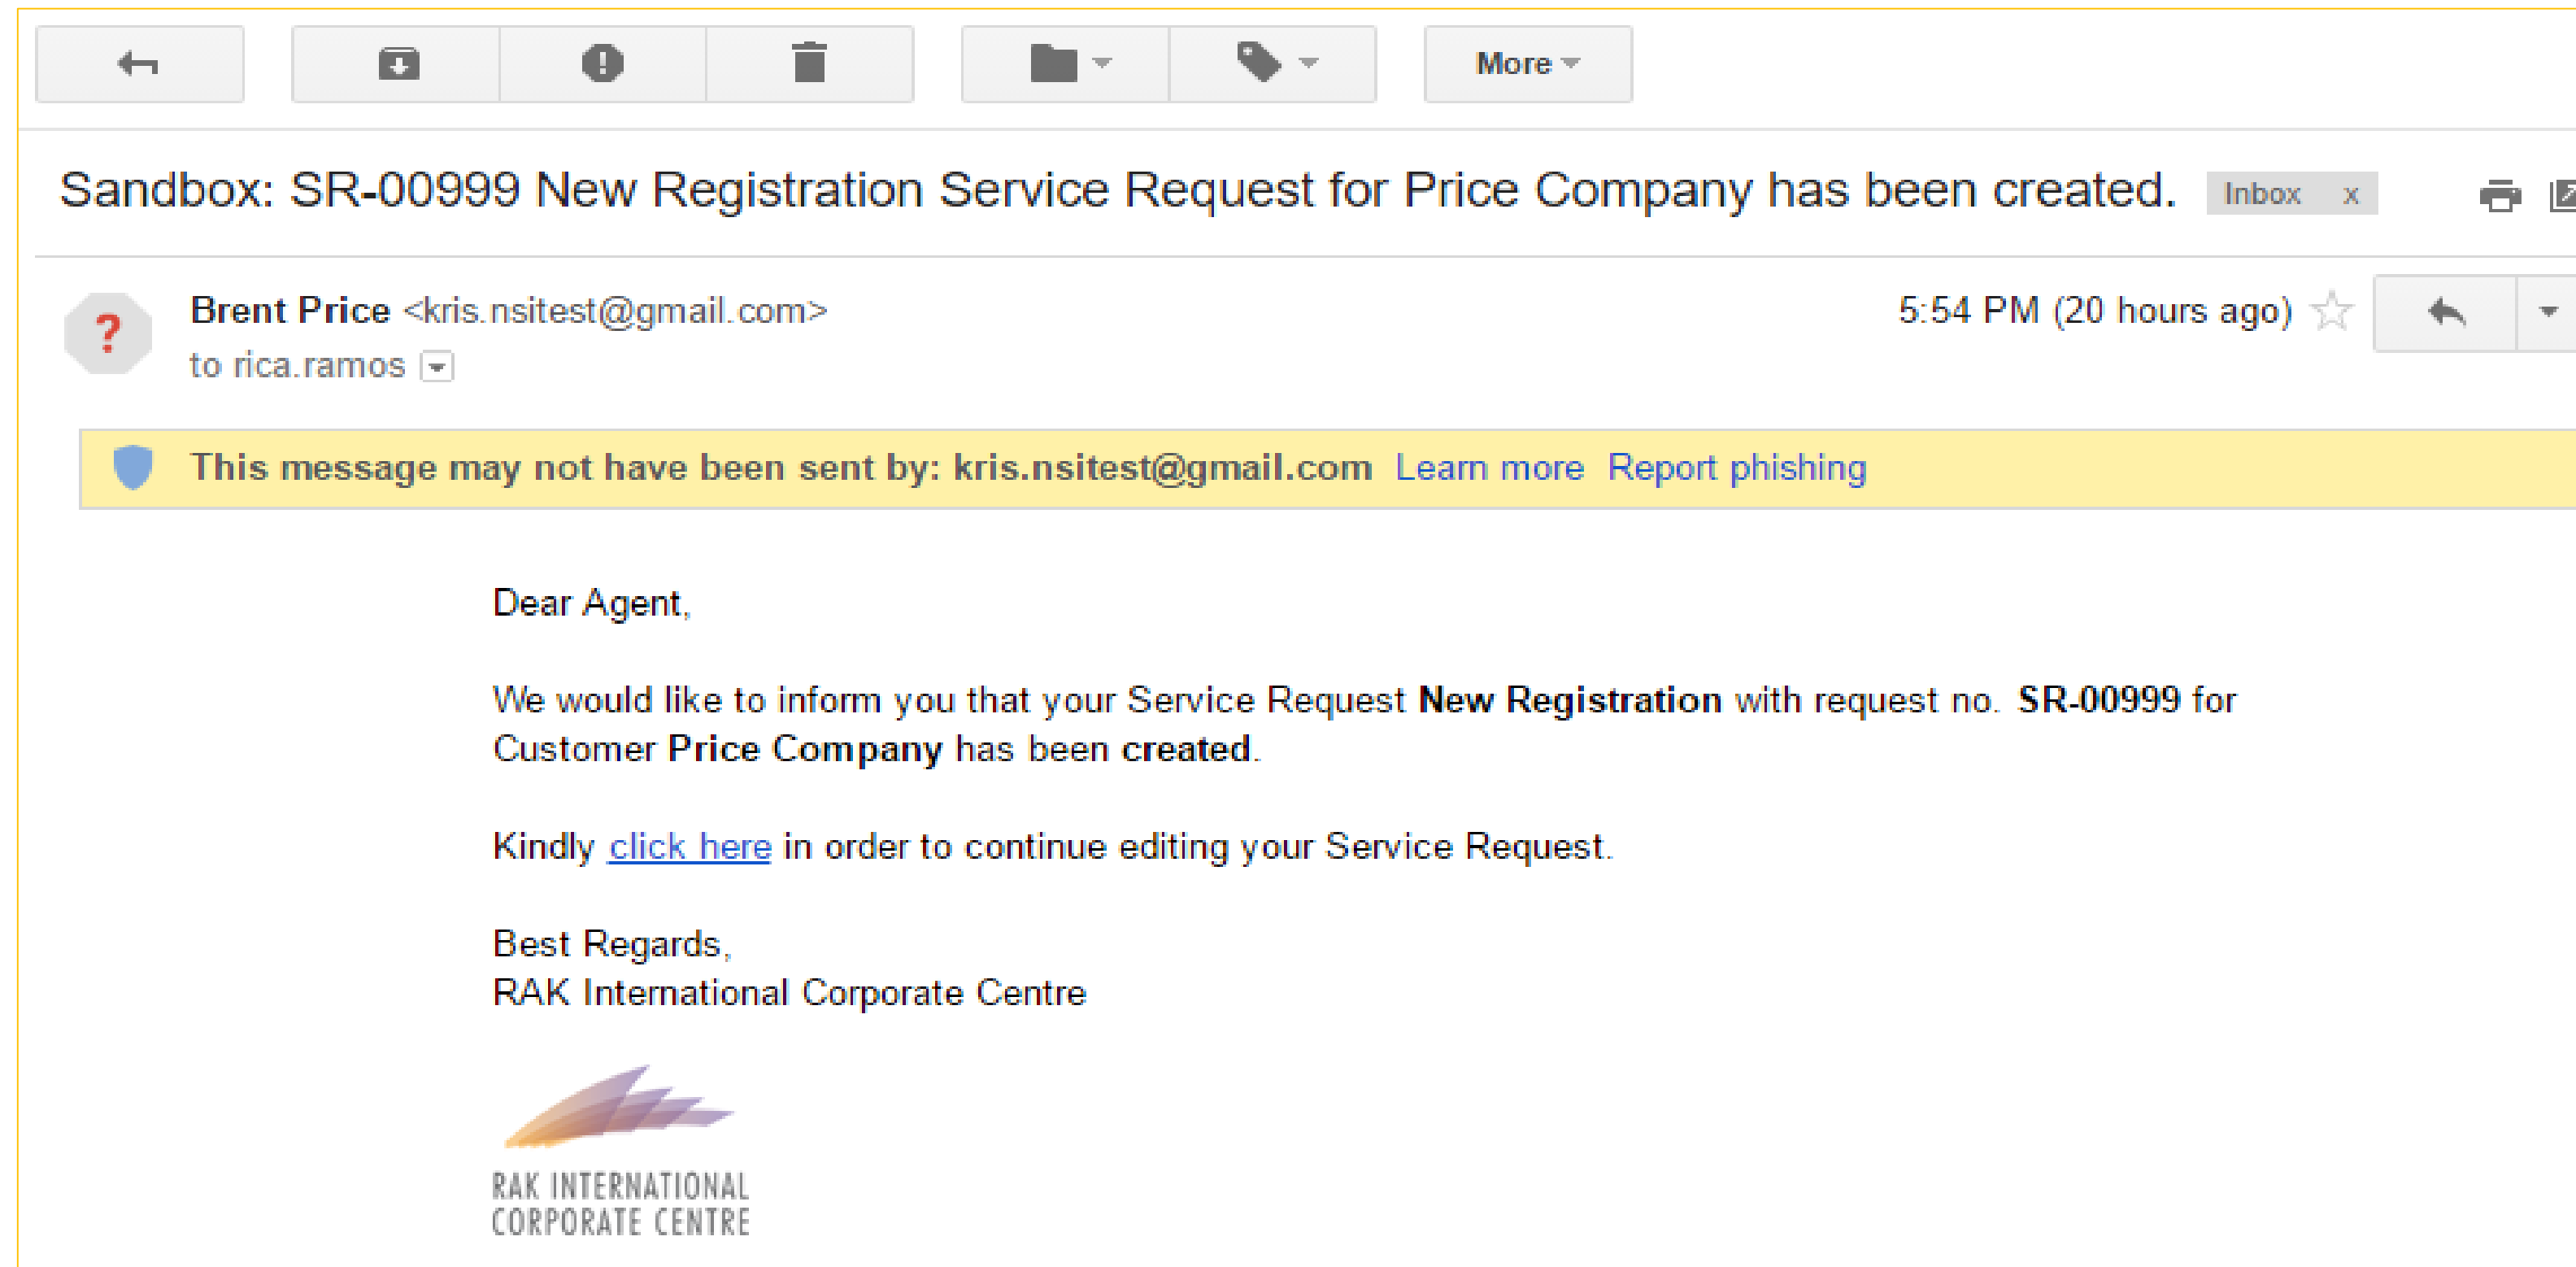 More
Sandbox: SR-00999 New Registration Service Request for Price Company has been created. Inbox x
Brent Price <kris.nsitest@gmail.com> 5:54 PM (20 hours ago)
to rica.ramos
This message may not have been sent by: kris.nsitest@gmail.com Learn more Report phishing
Dear Agent,
We would like to inform you that your Service Request New Registration with request no. SR-00999 for
Customer Price Company has been created.
Kindly click here in order to continue editing your Service Request.
Best Regards,
RAK International Corporate Centre
RAK INTERNATIONAL
CORPORATE CENTRE